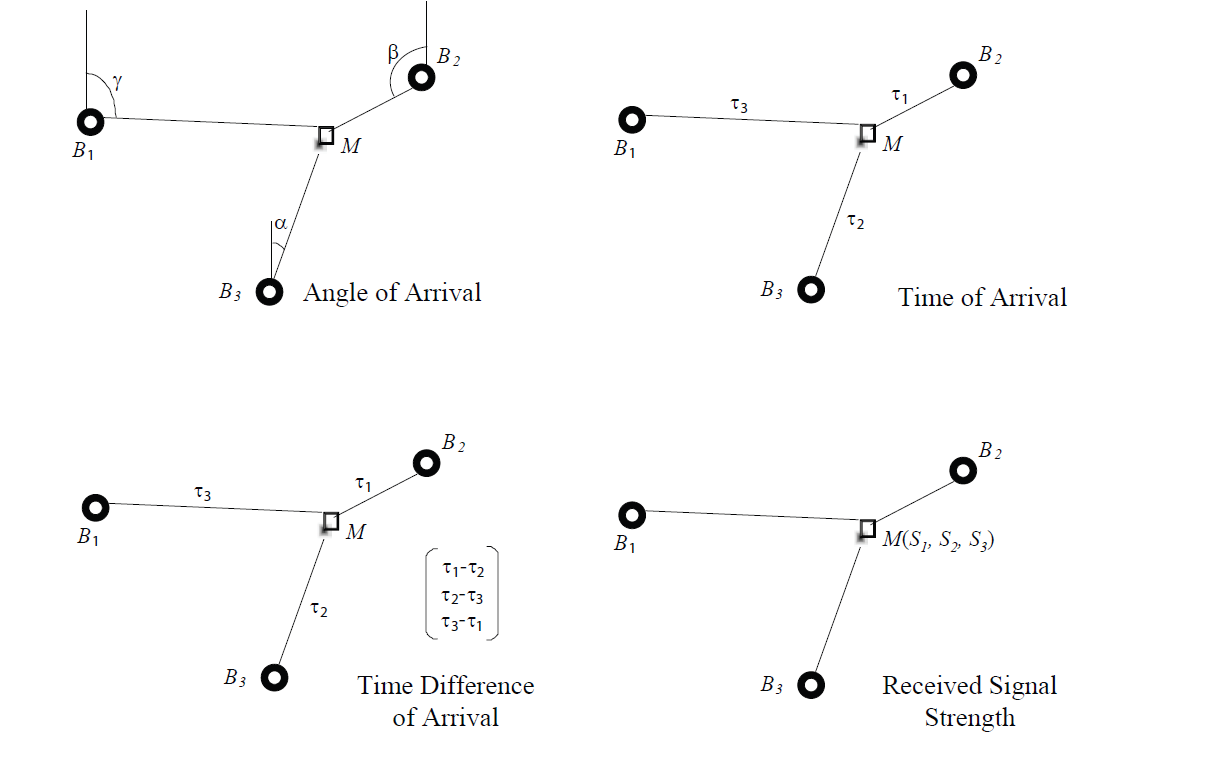 γ
B1
β
B2
M
α
B3
Angle of Arrival
B2
τ1
τ3
B1
M
τ2
B3
Time of Arrival
B2
τ1
τ3
B1
M
τ1-τ2
τ2-τ3
τ3-τ1
τ2
B3
Time Difference
of Arrival
B2
B1
M(S1, S2, S3)
B3
Received Signal
Strength